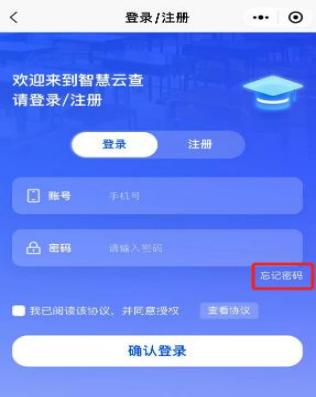 登录/注册
欢迎来到智慧云查
请登录/注册
登录 注册
账号 手机号
密码 请输入密码
忘记密码
我已阅读该协议，并同意授权 查看协议
确认登录